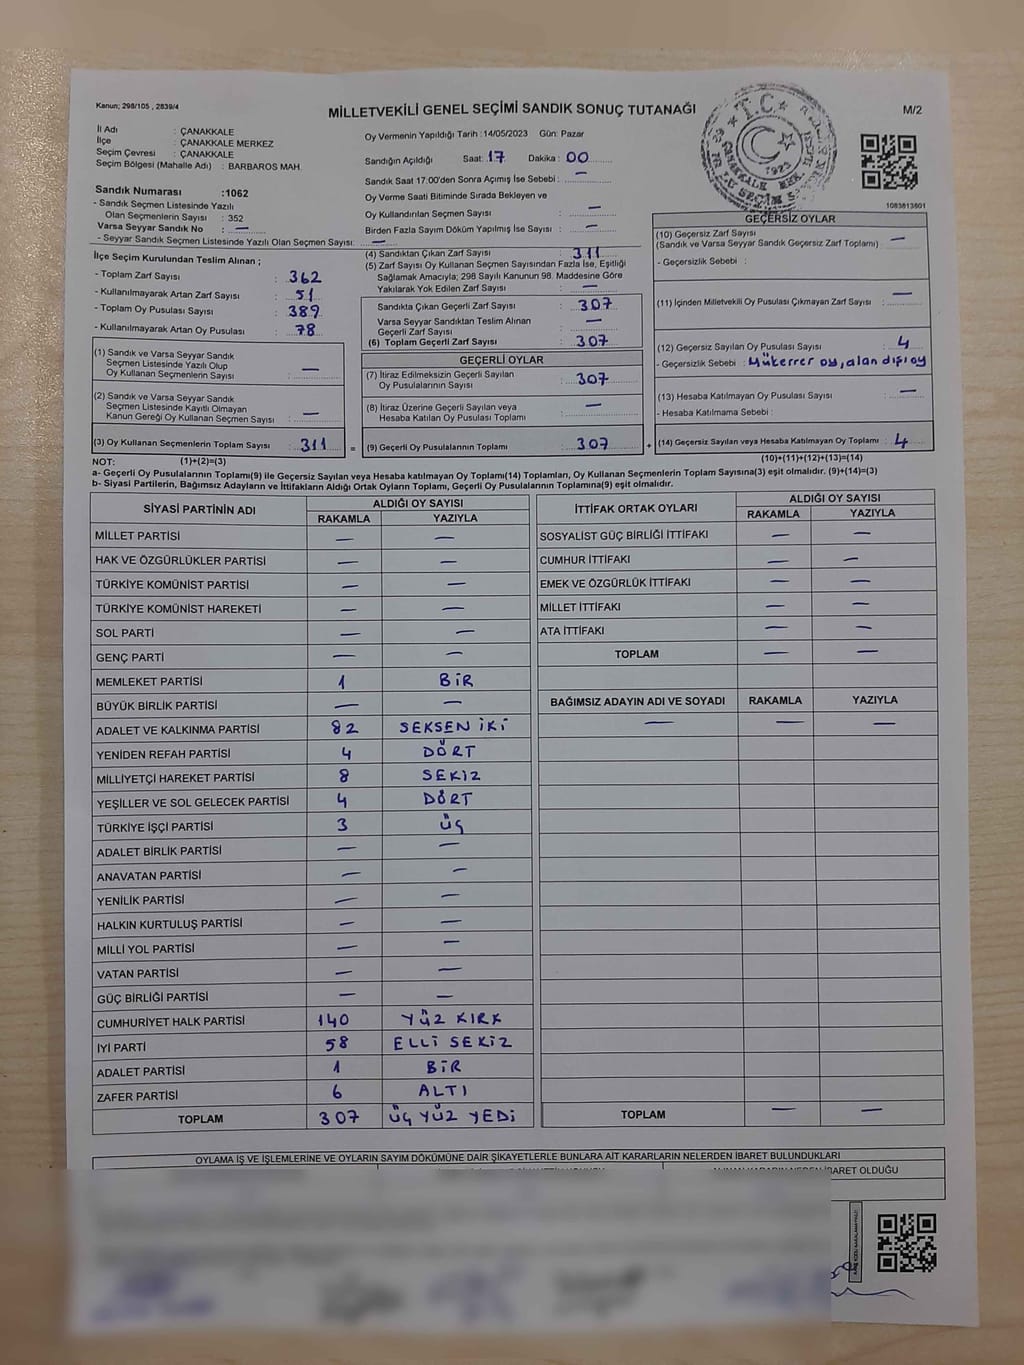 Kanun; 298/105 , 2839/4
MİLLETVEKİLİ GENEL SEÇİMİ SANDIK SONUÇ TUTANAĞI
M/2
İl Adı : ÇANAKKALE
İlçe : ÇANAKKALE MERKEZ
Seçim Çevresi : ÇANAKKALE
Seçim Bölgesi (Mahalle Adı) : BARBAROS MAH.
Sandık Numarası :1062
- Sandık Seçmen Listesinde Yazılı
Olan Seçmenlerin Sayısı : 352
Varsa Seyyar Sandık No : —
- Seyyar Sandık Seçmen Listesinde Yazılı Olan Seçmen Sayısı: —
Oy Vermenin Yapıldığı Tarih :14/05/2023 Gün: Pazar
Sandığın Açıldığı Saat: 17 Dakika : 00
Sandık Saat 17.00'den Sonra Açımış İse Sebebi : —
Oy Verme Saati Bitiminde Sırada Bekleyen ve
Oy Kullandırılan Seçmen Sayısı : —
Birden Fazla Sayım Döküm Yapılmış İse Sayısı : —
T.C.
1923
1083813601
İlçe Seçim Kurulundan Teslim Alınan ;
- Toplam Zarf Sayısı : 362
- Kullanılmayarak Artan Zarf Sayısı : 51
- Toplam Oy Pusulası Sayısı : 389
- Kullanılmayarak Artan Oy Pusulası : 78
(1) Sandık ve Varsa Seyyar Sandık
Seçmen Listesinde Yazılı Olup
Oy Kullanan Seçmenlerin Sayısı : —
(2) Sandık ve Varsa Seyyar Sandık
Seçmen Listesinde Kayıtlı Olmayan
Kanun Gereği Oy Kullanan Seçmen Sayısı : —
(3) Oy Kullanan Seçmenlerin Toplam Sayısı : 311
(4) Sandıktan Çıkan Zarf Sayısı : 311
(5) Zarf Sayısı Oy Kullanan Seçmen Sayısından Fazla İse, Eşitliği
Sağlamak Amacıyla; 298 Sayılı Kanunun 98. Maddesine Göre
Yakılarak Yok Edilen Zarf Sayısı : —
Sandıkta Çıkan Geçerli Zarf Sayısı : 307
Varsa Seyyar Sandıktan Teslim Alınan
Geçerli Zarf Sayısı : —
(6) Toplam Geçerli Zarf Sayısı : 307
GEÇERLİ OYLAR
(7) İtiraz Edilmeksizin Geçerli Sayılan
Oy Pusulalarının Sayısı : 307
(8) İtiraz Üzerine Geçerli Sayılan veya
Hesaba Katılan Oy Pusulası Toplamı : —
= (9) Geçerli Oy Pusulalarının Toplamı : 307
GEÇERSİZ OYLAR
(10) Geçersiz Zarf Sayısı
(Sandık ve Varsa Seyyar Sandık Geçersiz Zarf Toplamı) : —
- Geçersizlik Sebebi :
(11) İçinden Milletvekili Oy Pusulası Çıkmayan Zarf Sayısı : —
(12) Geçersiz Sayılan Oy Pusulası Sayısı : 4
- Geçersizlik Sebebi : Mükerrer oy, alan dışı oy
(13) Hesaba Katılmayan Oy Pusulası Sayısı : —
- Hesaba Katılmama Sebebi :
+ (14) Geçersiz Sayılan veya Hesaba Katılmayan Oy Toplamı : 4
NOT: (1)+(2)=(3) (10)+(11)+(12)+(13)=(14)
a- Geçerli Oy Pusulalarının Toplamı(9) ile Geçersiz Sayılan veya Hesaba katılmayan Oy Toplamı(14) Toplamları, Oy Kullanan Seçmenlerin Toplam Sayısına(3) eşit olmalıdır. (9)+(14)=(3)
b- Siyasi Partilerin, Bağımsız Adayların ve İttifakların Aldığı Ortak Oyların Toplamı, Geçerli Oy Pusulalarının Toplamına(9) eşit olmalıdır.
SİYASİ PARTİNİN ADI ALDIĞI OY SAYISI
RAKAMLA YAZIYLA
MİLLET PARTİSİ — —
HAK VE ÖZGÜRLÜKLER PARTİSİ — —
TÜRKİYE KOMÜNİST PARTİSİ — —
TÜRKİYE KOMÜNİST HAREKETİ — —
SOL PARTİ — —
GENÇ PARTİ — —
MEMLEKET PARTİSİ 1 BİR
BÜYÜK BİRLİK PARTİSİ — —
ADALET VE KALKINMA PARTİSİ 82 SEKSEN İKİ
YENİDEN REFAH PARTİSİ 4 DÖRT
MİLLİYETÇİ HAREKET PARTİSİ 8 SEKİZ
YEŞİLLER VE SOL GELECEK PARTİSİ 4 DÖRT
TÜRKİYE İŞÇİ PARTİSİ 3 ÜÇ
ADALET BİRLİK PARTİSİ — —
ANAVATAN PARTİSİ — —
YENİLİK PARTİSİ — —
HALKIN KURTULUŞ PARTİSİ — —
MİLLİ YOL PARTİSİ — —
VATAN PARTİSİ — —
GÜÇ BİRLİĞİ PARTİSİ — —
CUMHURİYET HALK PARTİSİ 140 YÜZ KIRK
İYİ PARTİ 58 ELLİ SEKİZ
ADALET PARTİSİ 1 BİR
ZAFER PARTİSİ 6 ALTI
TOPLAM 307 ÜÇ YÜZ YEDİ
İTTİFAK ORTAK OYLARI ALDIĞI OY SAYISI
RAKAMLA YAZIYLA
SOSYALİST GÜÇ BİRLİĞİ İTTİFAKI — —
CUMHUR İTTİFAKI — —
EMEK VE ÖZGÜRLÜK İTTİFAKI — —
MİLLET İTTİFAKI — —
ATA İTTİFAKI — —
TOPLAM — —
BAĞIMSIZ ADAYIN ADI VE SOYADI RAKAMLA YAZIYLA
— — —
TOPLAM — —
OYLAMA İŞ VE İŞLEMLERİNE VE OYLARIN SAYIM DÖKÜMÜNE DAİR ŞİKAYETLERLE BUNLARA AİT KARARLARIN NELERDEN İBARET BULUNDUKLARI
İBARET OLDUĞU